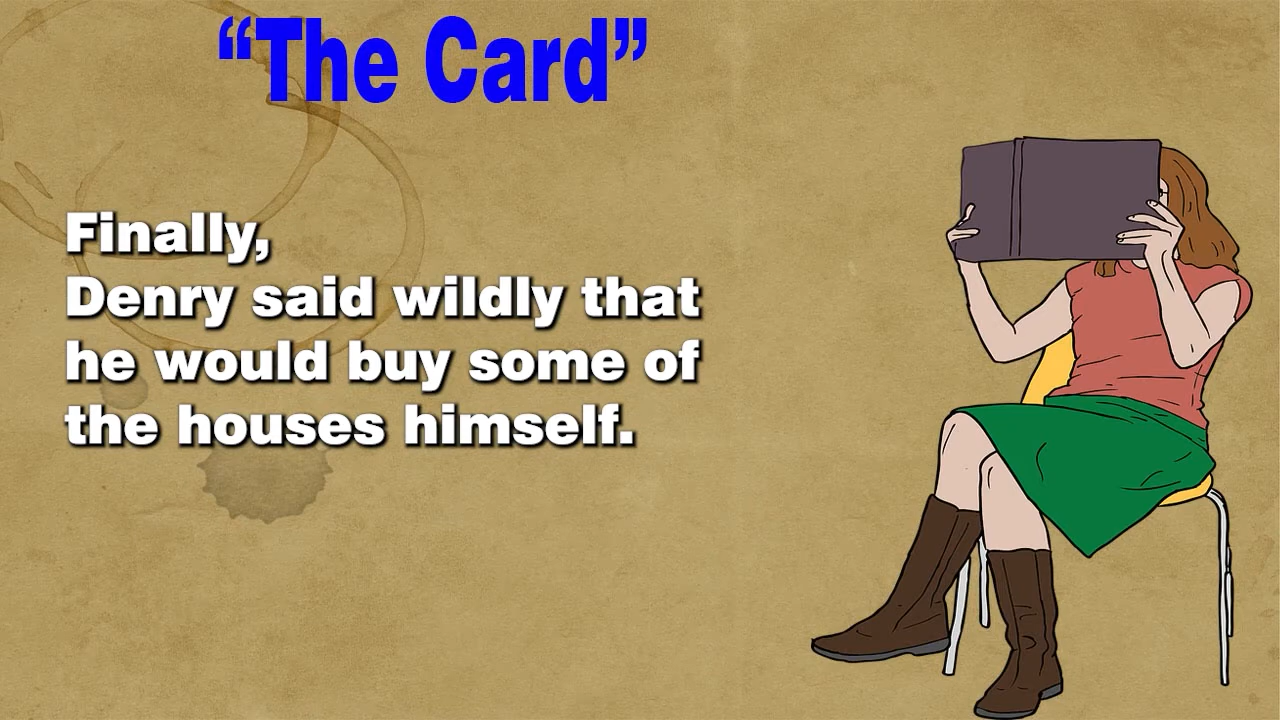 “The Card”
Finally,
Denry said wildly that
he would buy some of
the houses himself.